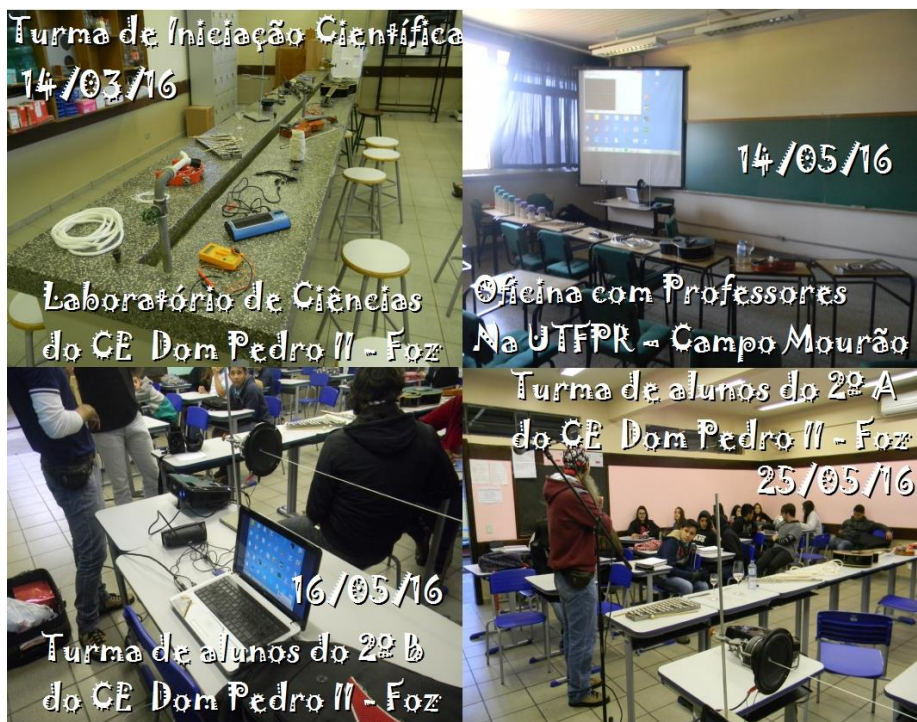 Turma de Iniciação Científica
14/03/16
Laboratório de Ciências
do CE Dom Pedro II - Foz
14/05/16
Oficina com Professores
Na UTFPR - Campo Mourão
16/05/16
Turma de alunos do 2º B
do CE Dom Pedro II - Foz
Turma de alunos do 2º A
do CE Dom Pedro II - Foz
25/05/16